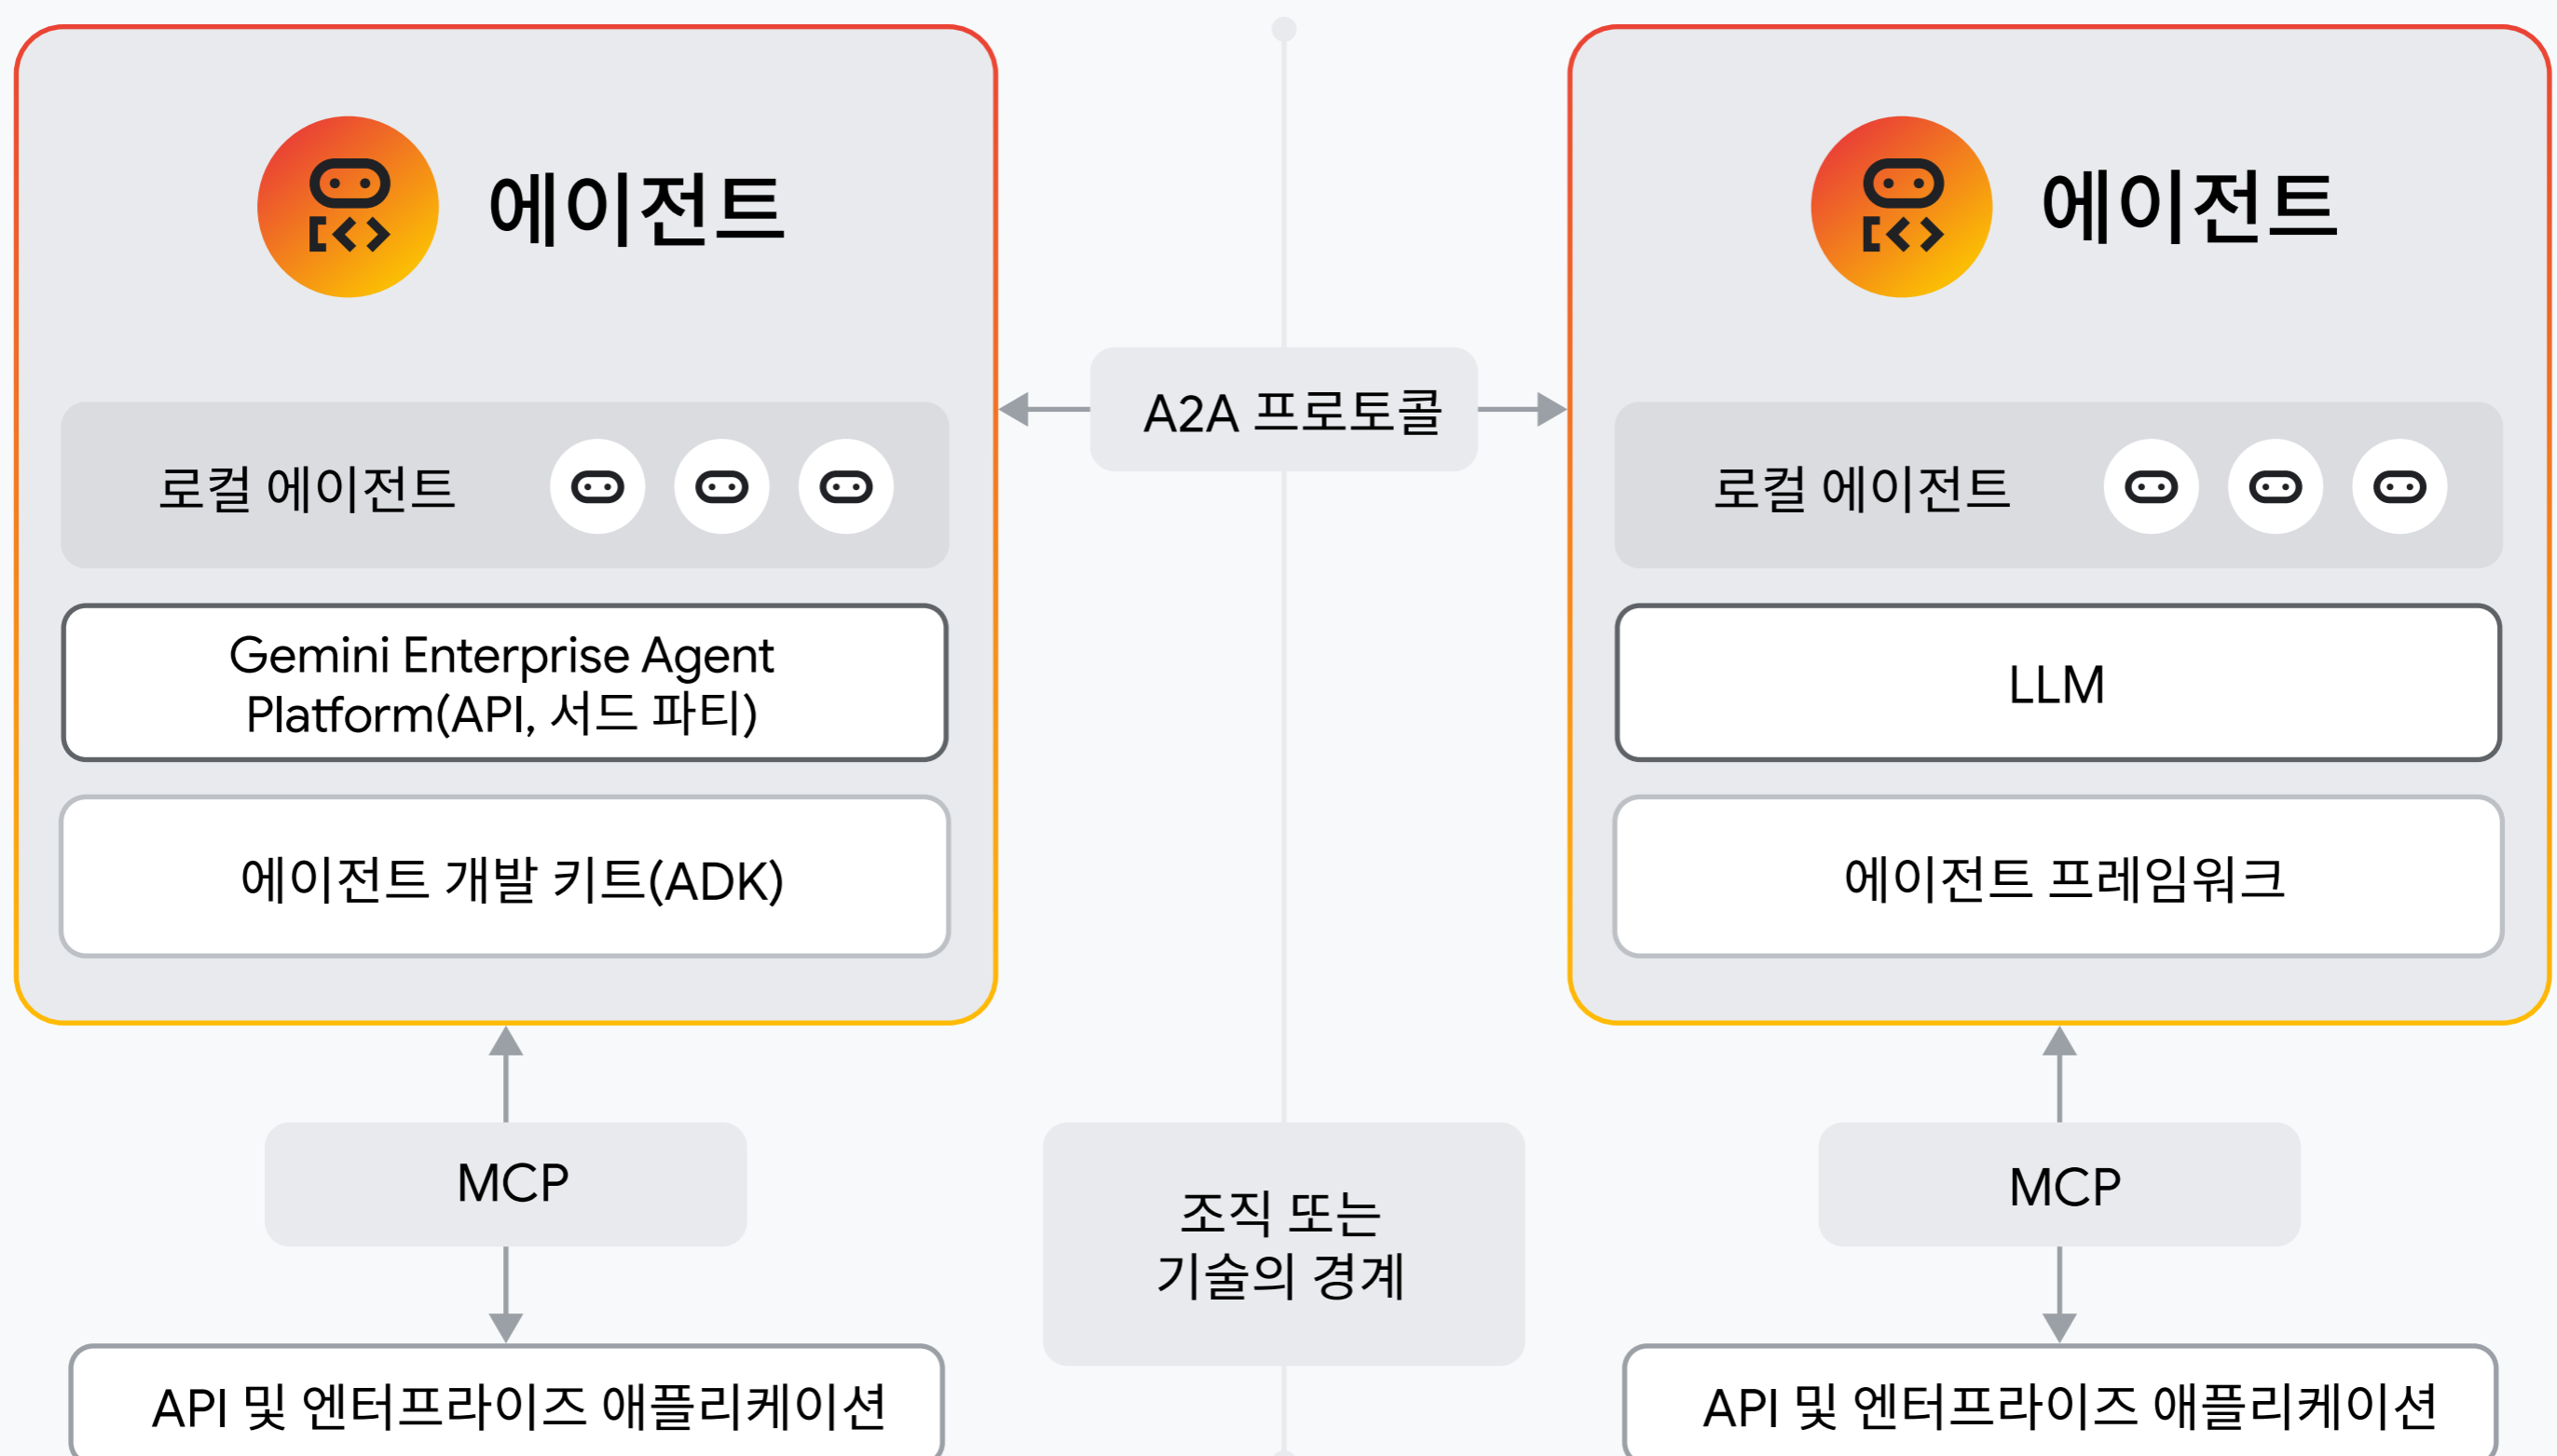 에이전트
로컬 에이전트
Gemini Enterprise Agent
Platform(API, 서드 파티)
에이전트 개발 키트(ADK)
MCP
API 및 엔터프라이즈 애플리케이션
A2A 프로토콜
조직 또는
기술의 경계
에이전트
로컬 에이전트
LLM
에이전트 프레임워크
MCP
API 및 엔터프라이즈 애플리케이션